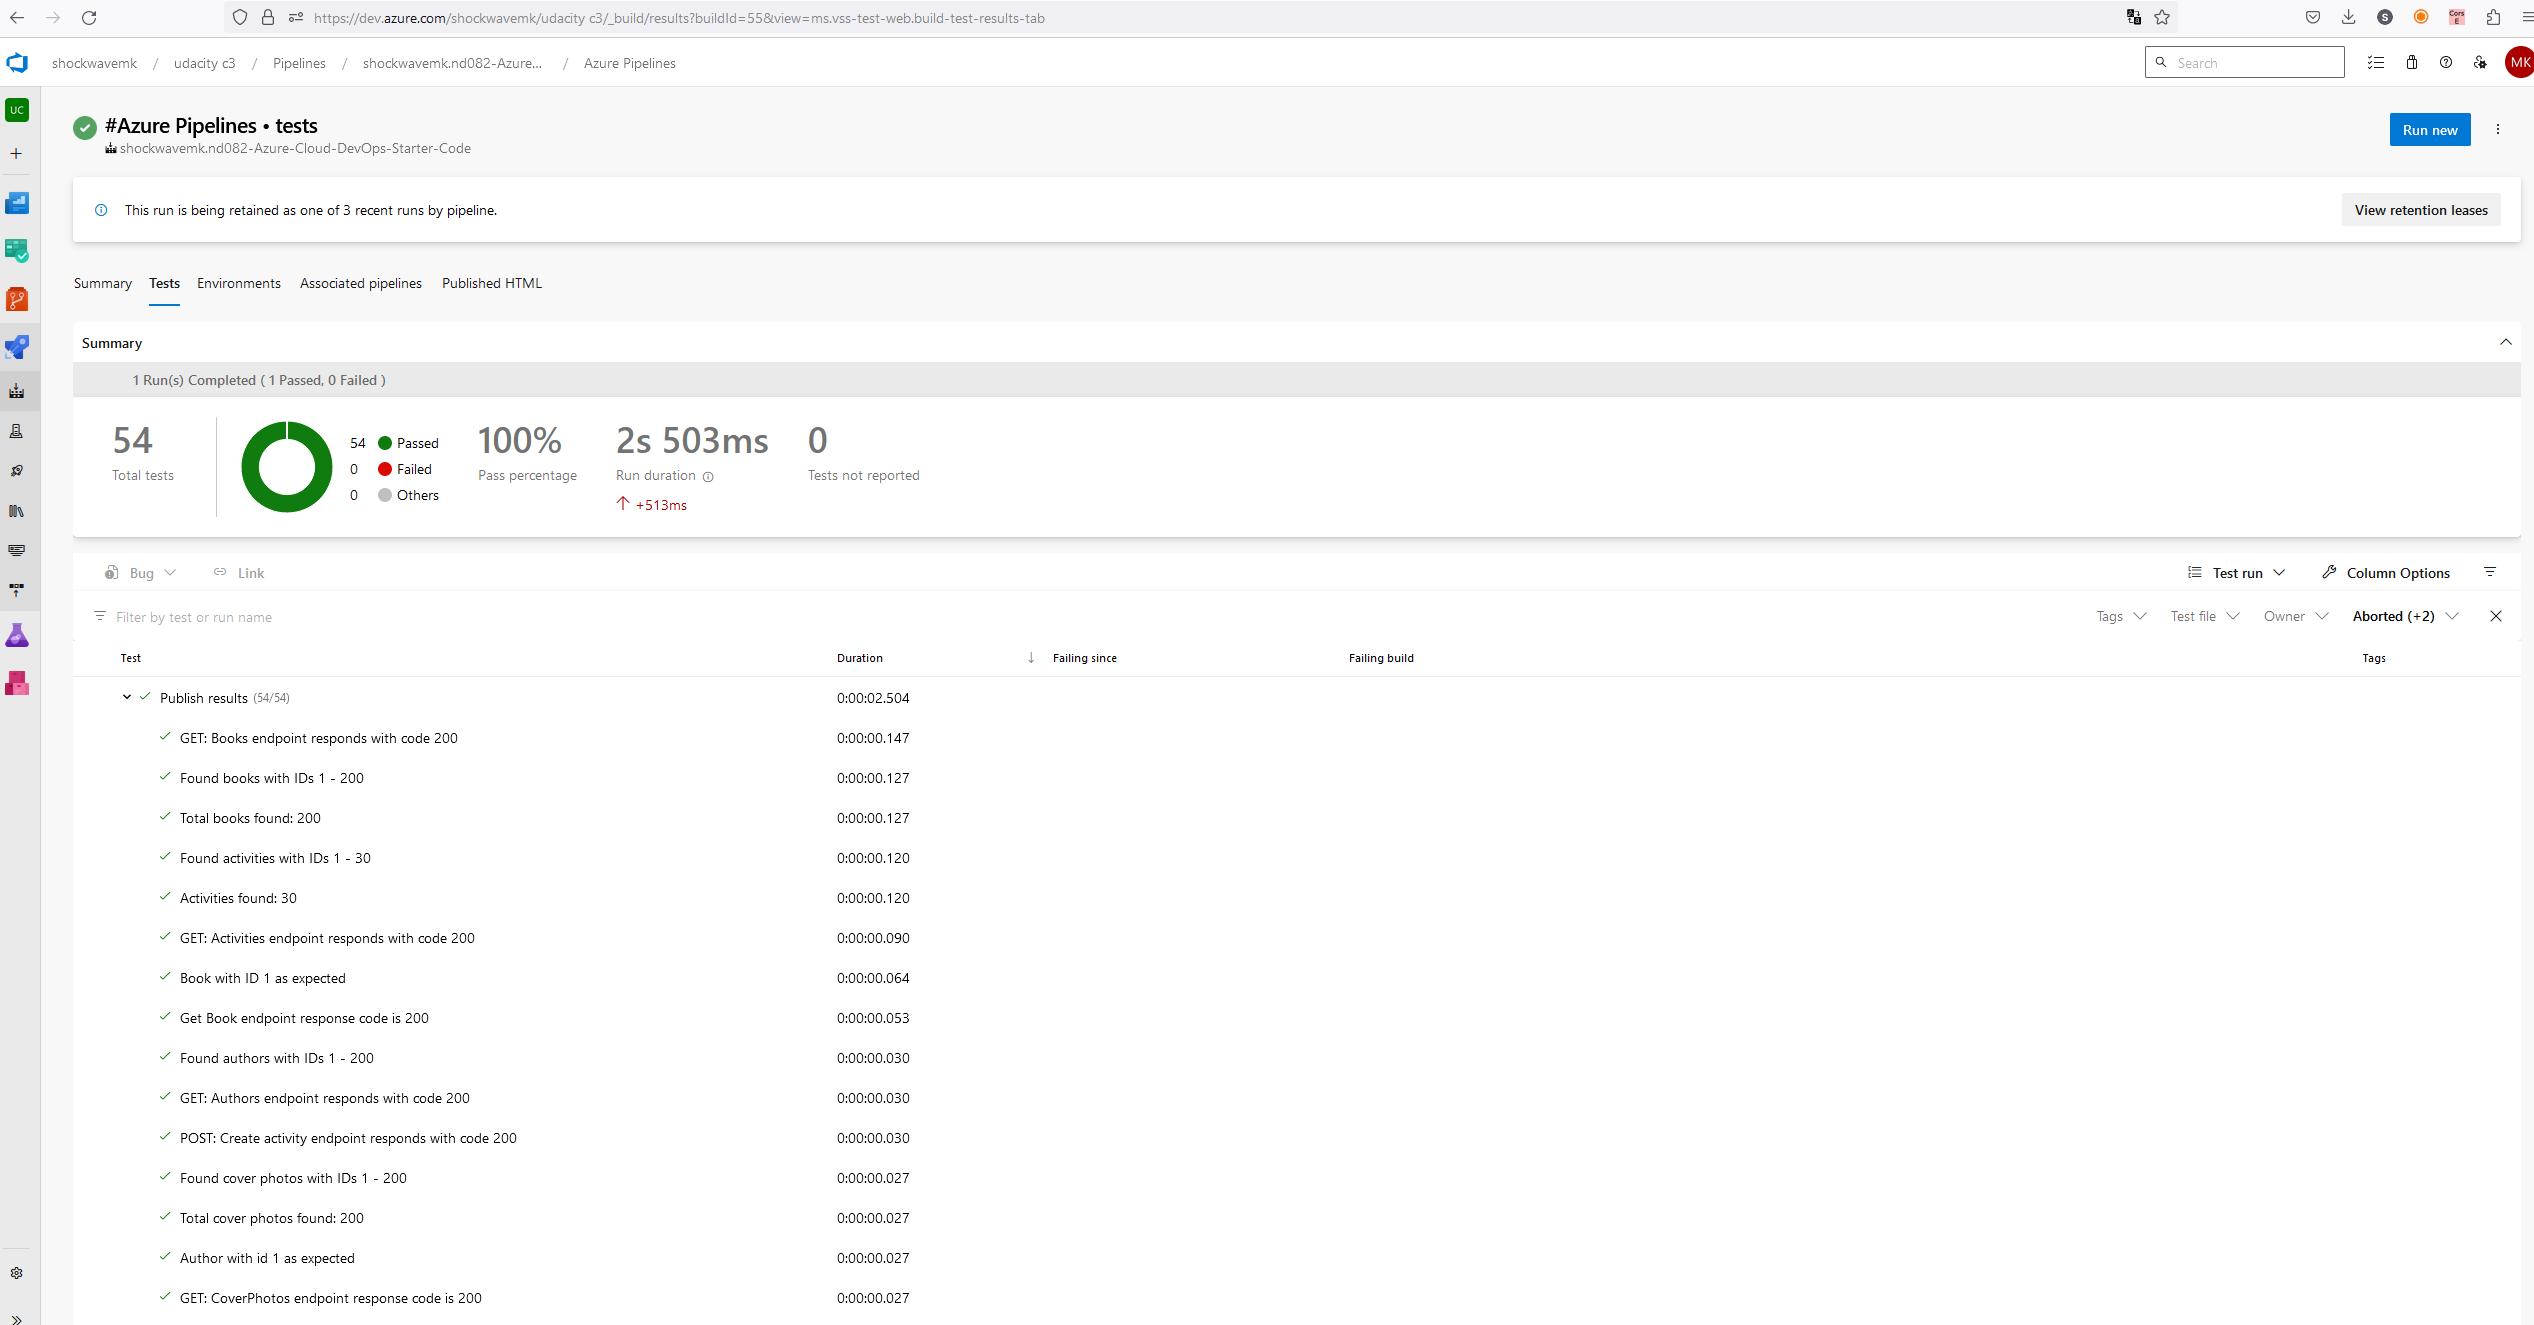 https://dev.azure.com/shockwavemk/udacity c3/_build/results?buildId=55&view=ms.vss-test-web.build-test-results-tab
S
Cors
E
shockwavemk / udacity c3 / Pipelines / shockwavemk.nd082-Azure... / Azure Pipelines
Search
MK
UC
#Azure Pipelines • tests
shockwavemk.nd082-Azure-Cloud-DevOps-Starter-Code
Run new
This run is being retained as one of 3 recent runs by pipeline.
View retention leases
Summary Tests Environments Associated pipelines Published HTML
Summary
1 Run(s) Completed ( 1 Passed, 0 Failed )
54
Total tests
54 Passed
0 Failed
0 Others
100%
Pass percentage
2s 503ms
Run duration
+513ms
0
Tests not reported
Bug Link Test run Column Options
Filter by test or run name Tags Test file Owner Aborted (+2)
Test Duration Failing since Failing build Tags
Publish results (54/54) 0:00:02.504
GET: Books endpoint responds with code 200 0:00:00.147
Found books with IDs 1 - 200 0:00:00.127
Total books found: 200 0:00:00.127
Found activities with IDs 1 - 30 0:00:00.120
Activities found: 30 0:00:00.120
GET: Activities endpoint responds with code 200 0:00:00.090
Book with ID 1 as expected 0:00:00.064
Get Book endpoint response code is 200 0:00:00.053
Found authors with IDs 1 - 200 0:00:00.030
GET: Authors endpoint responds with code 200 0:00:00.030
POST: Create activity endpoint responds with code 200 0:00:00.030
Found cover photos with IDs 1 - 200 0:00:00.027
Total cover photos found: 200 0:00:00.027
Author with id 1 as expected 0:00:00.027
GET: CoverPhotos endpoint response code is 200 0:00:00.027